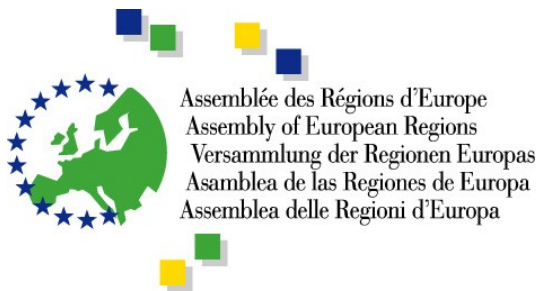 Assemblée des Régions d'Europe
Assembly of European Regions
Versammlung der Regionen Europas
Asamblea de las Regiones de Europa
Assemblea delle Regioni d'Europa